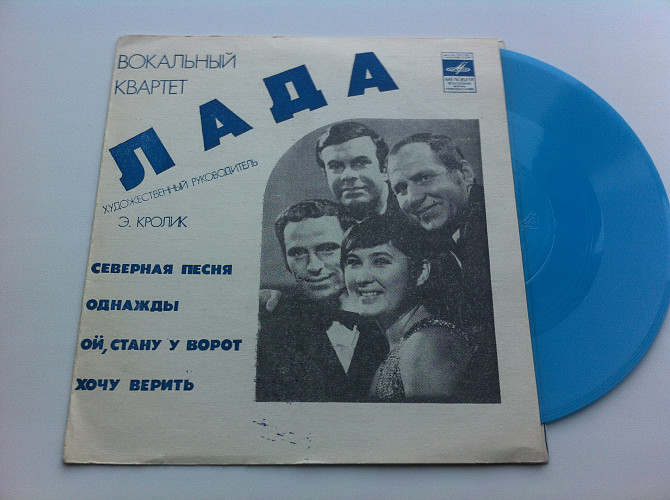 ВОКАЛЬНЫЙ
КВАРТЕТ
ЛАДА
ХУДОЖЕСТВЕННЫЙ РУКОВОДИТЕЛЬ
Э. КРОЛИК
СЕВЕРНАЯ ПЕСНЯ
ОДНАЖДЫ
ОЙ, СТАНУ У ВОРОТ
ХОЧУ ВЕРИТЬ